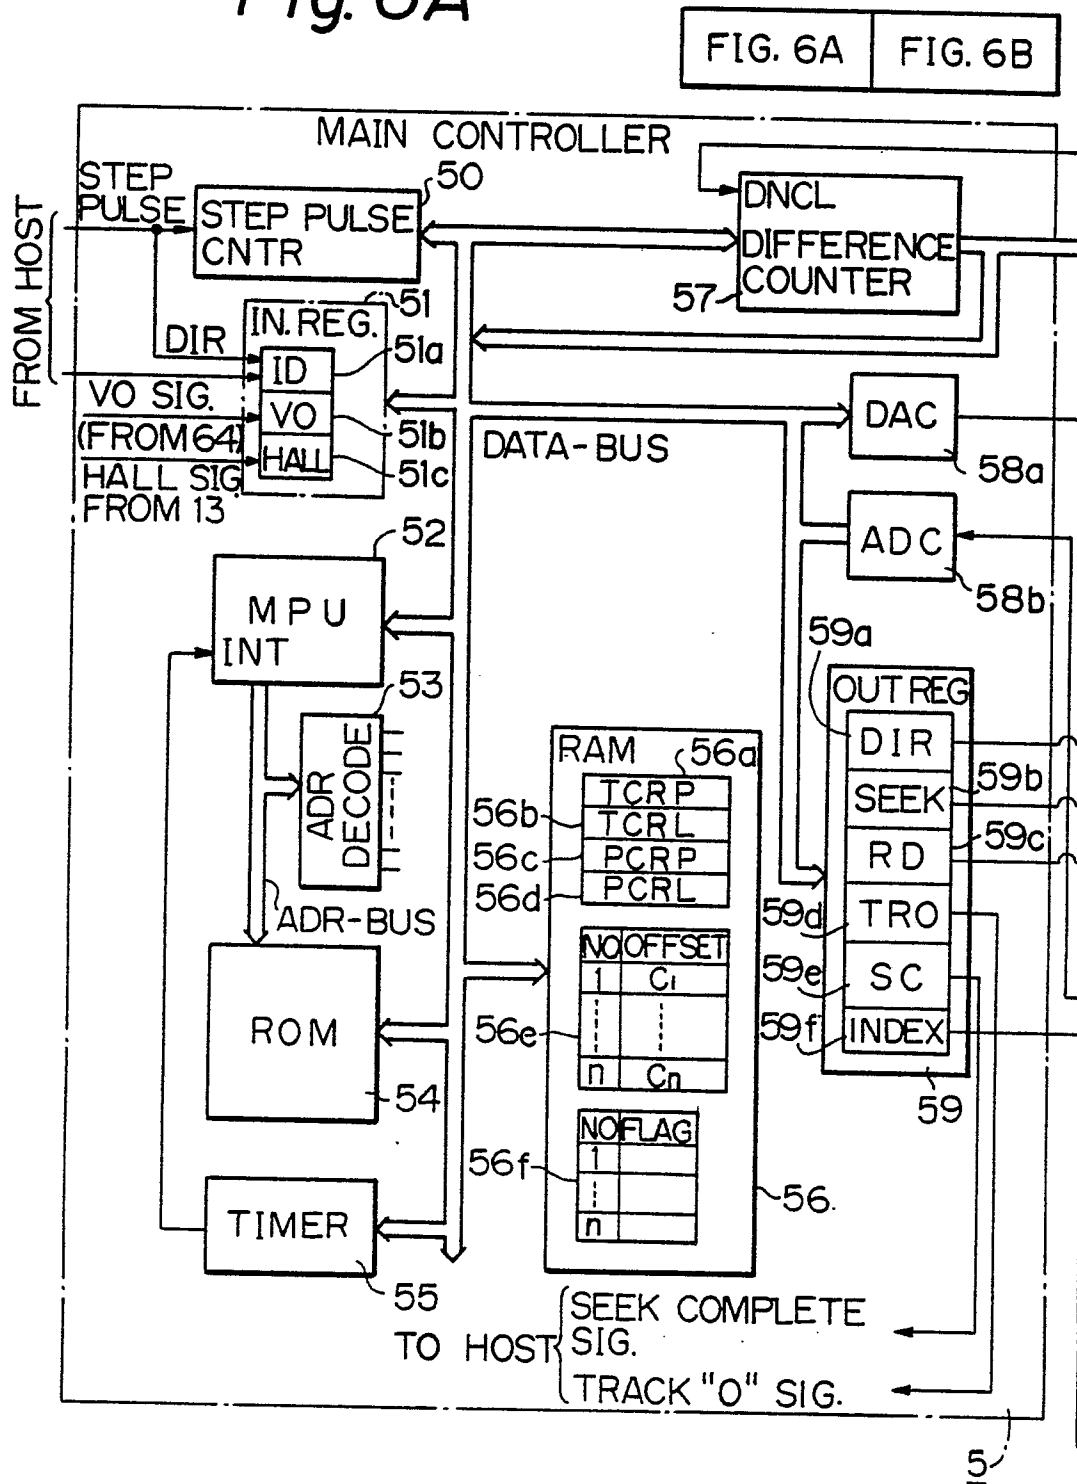 Fig. 6A
FIG. 6A
FIG. 6B
MAIN CONTROLLER
FROM HOST
STEP
PULSE
50
STEP PULSE
CNTR
DNCL
DIFFERENCE
COUNTER
57
51
IN. REG.
DIR
ID
51a
VO SIG.
(FROM 64)
VO
51b
HALL SIG
FROM 13
HALL
51c
DATA-BUS
DAC
58a
ADC
58b
52
MPU
INT
53
ADR
DECODE
ADR-BUS
ROM
54
TIMER
55
RAM
56a
TCRP
56b
TCRL
56c
PCRP
56d
PCRL
NO OFFSET
1 C1
56e
n Cn
NO FLAG
1
56f
n
56
59a
OUT REG
DIR
59b
SEEK
59c
RD
59d
TRO
59e
SC
59f
INDEX
59
TO HOST
SEEK COMPLETE
SIG.
TRACK "O" SIG.
5